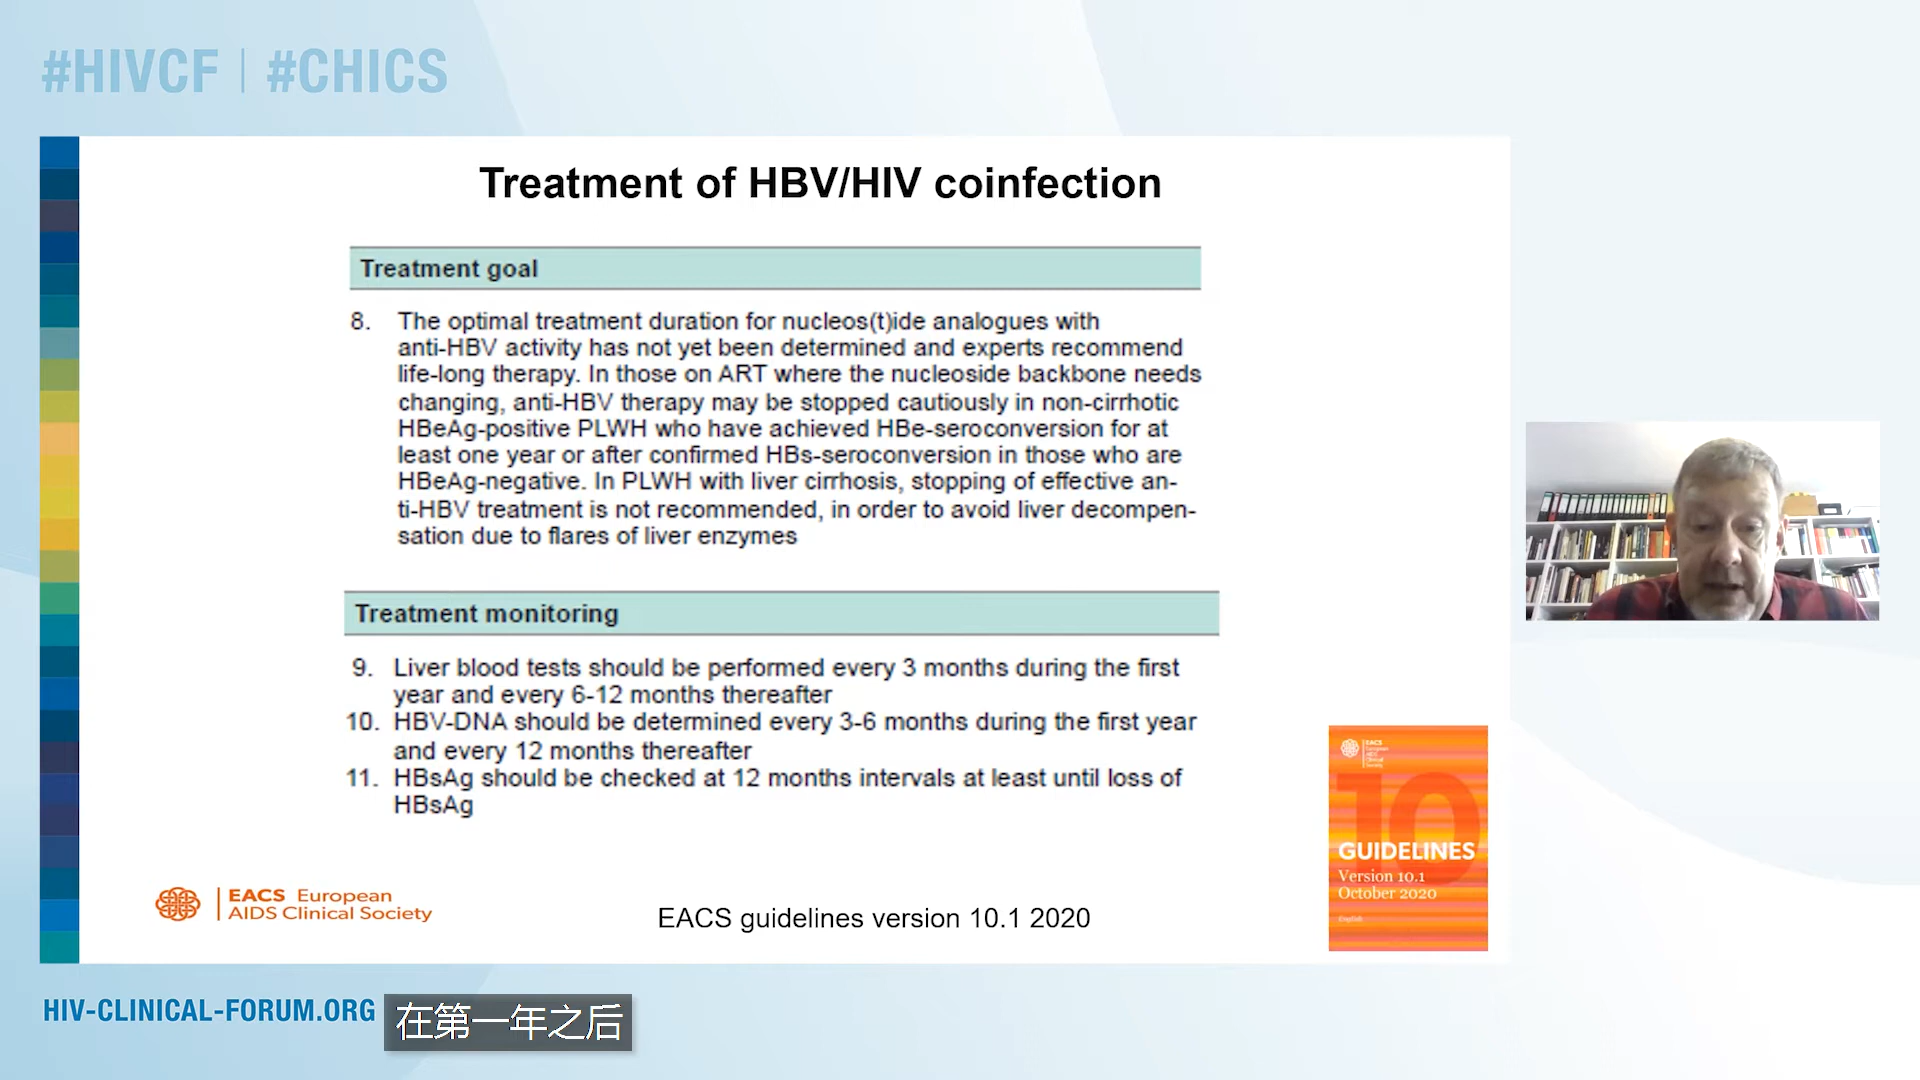 #HIVCF | #CHICS
Treatment of HBV/HIV coinfection
Treatment goal
8. The optimal treatment duration for nucleos(t)ide analogues with
anti-HBV activity has not yet been determined and experts recommend
life-long therapy. In those on ART where the nucleoside backbone needs
changing, anti-HBV therapy may be stopped cautiously in non-cirrhotic
HBeAg-positive PLWH who have achieved HBe-seroconversion for at
least one year or after confirmed HBs-seroconversion in those who are
HBeAg-negative. In PLWH with liver cirrhosis, stopping of effective an-
ti-HBV treatment is not recommended, in order to avoid liver decompen-
sation due to flares of liver enzymes
Treatment monitoring
9. Liver blood tests should be performed every 3 months during the first
year and every 6-12 months thereafter
10. HBV-DNA should be determined every 3-6 months during the first year
and every 12 months thereafter
11. HBsAg should be checked at 12 months intervals at least until loss of
HBsAg
EACS European
AIDS Clinical Society
EACS guidelines version 10.1 2020
EACS
European
AIDS
Clinical
Society
10
GUIDELINES
Version 10.1
October 2020
English
HIV-CLINICAL-FORUM.ORG
在第一年之后